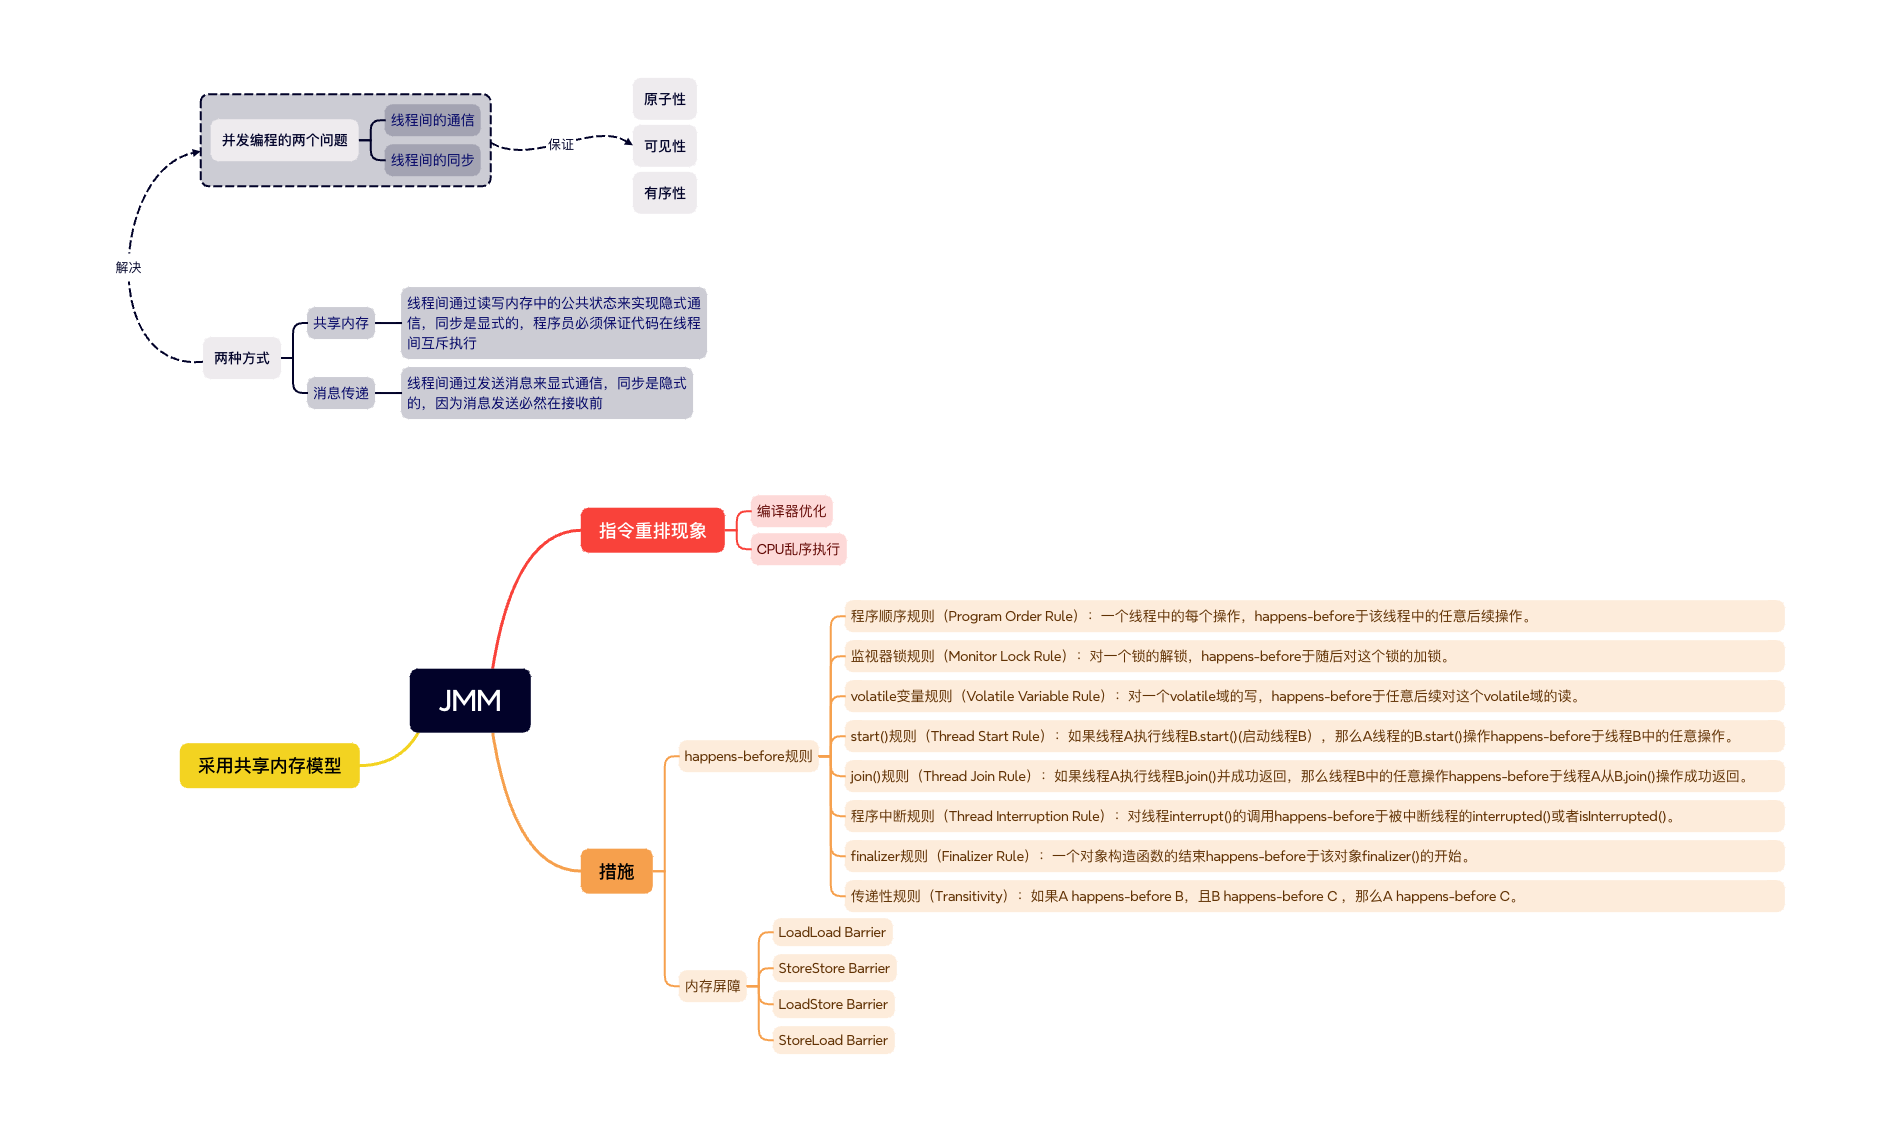 并发编程的两个问题
线程间的通信
线程间的同步
保证
原子性
可见性
有序性
解决
两种方式
共享内存
线程间通过读写内存中的公共状态来实现隐式通
信，同步是显式的，程序员必须保证代码在线程
间互斥执行
消息传递
线程间通过发送消息来显式通信，同步是隐式
的，因为消息发送必然在接收前
JMM
采用共享内存模型
指令重排现象
编译器优化
CPU乱序执行
措施
happens-before规则
程序顺序规则（Program Order Rule）：一个线程中的每个操作，happens-before于该线程中的任意后续操作。
监视器锁规则（Monitor Lock Rule）：对一个锁的解锁，happens-before于随后对这个锁的加锁。
volatile变量规则（Volatile Variable Rule）：对一个volatile域的写，happens-before于任意后续对这个volatile域的读。
start()规则（Thread Start Rule）：如果线程A执行线程B.start()(启动线程B），那么A线程的B.start()操作happens-before于线程B中的任意操作。
join()规则（Thread Join Rule）：如果线程A执行线程B.join()并成功返回，那么线程B中的任意操作happens-before于线程A从B.join()操作成功返回。
程序中断规则（Thread Interruption Rule）：对线程interrupt()的调用happens-before于被中断线程的interrupted()或者isInterrupted()。
finalizer规则（Finalizer Rule）：一个对象构造函数的结束happens-before于该对象finalizer()的开始。
传递性规则（Transitivity）：如果A happens-before B，且B happens-before C ，那么A happens-before C。
内存屏障
LoadLoad Barrier
StoreStore Barrier
LoadStore Barrier
StoreLoad Barrier